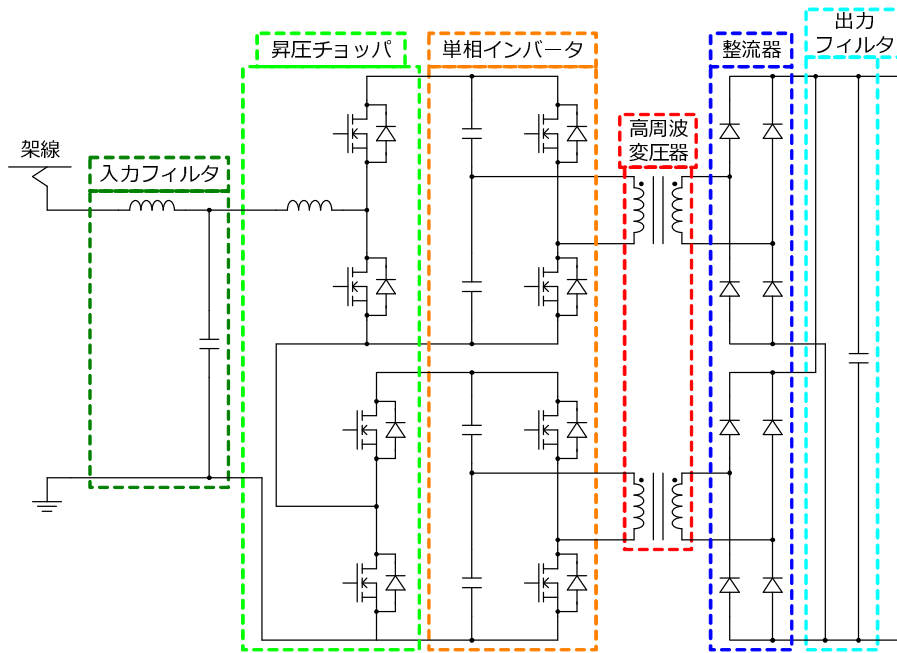 出力
フィルタ
昇圧チョッパ
単相インバータ
整流器
高周波
変圧器
架線
入力フィルタ